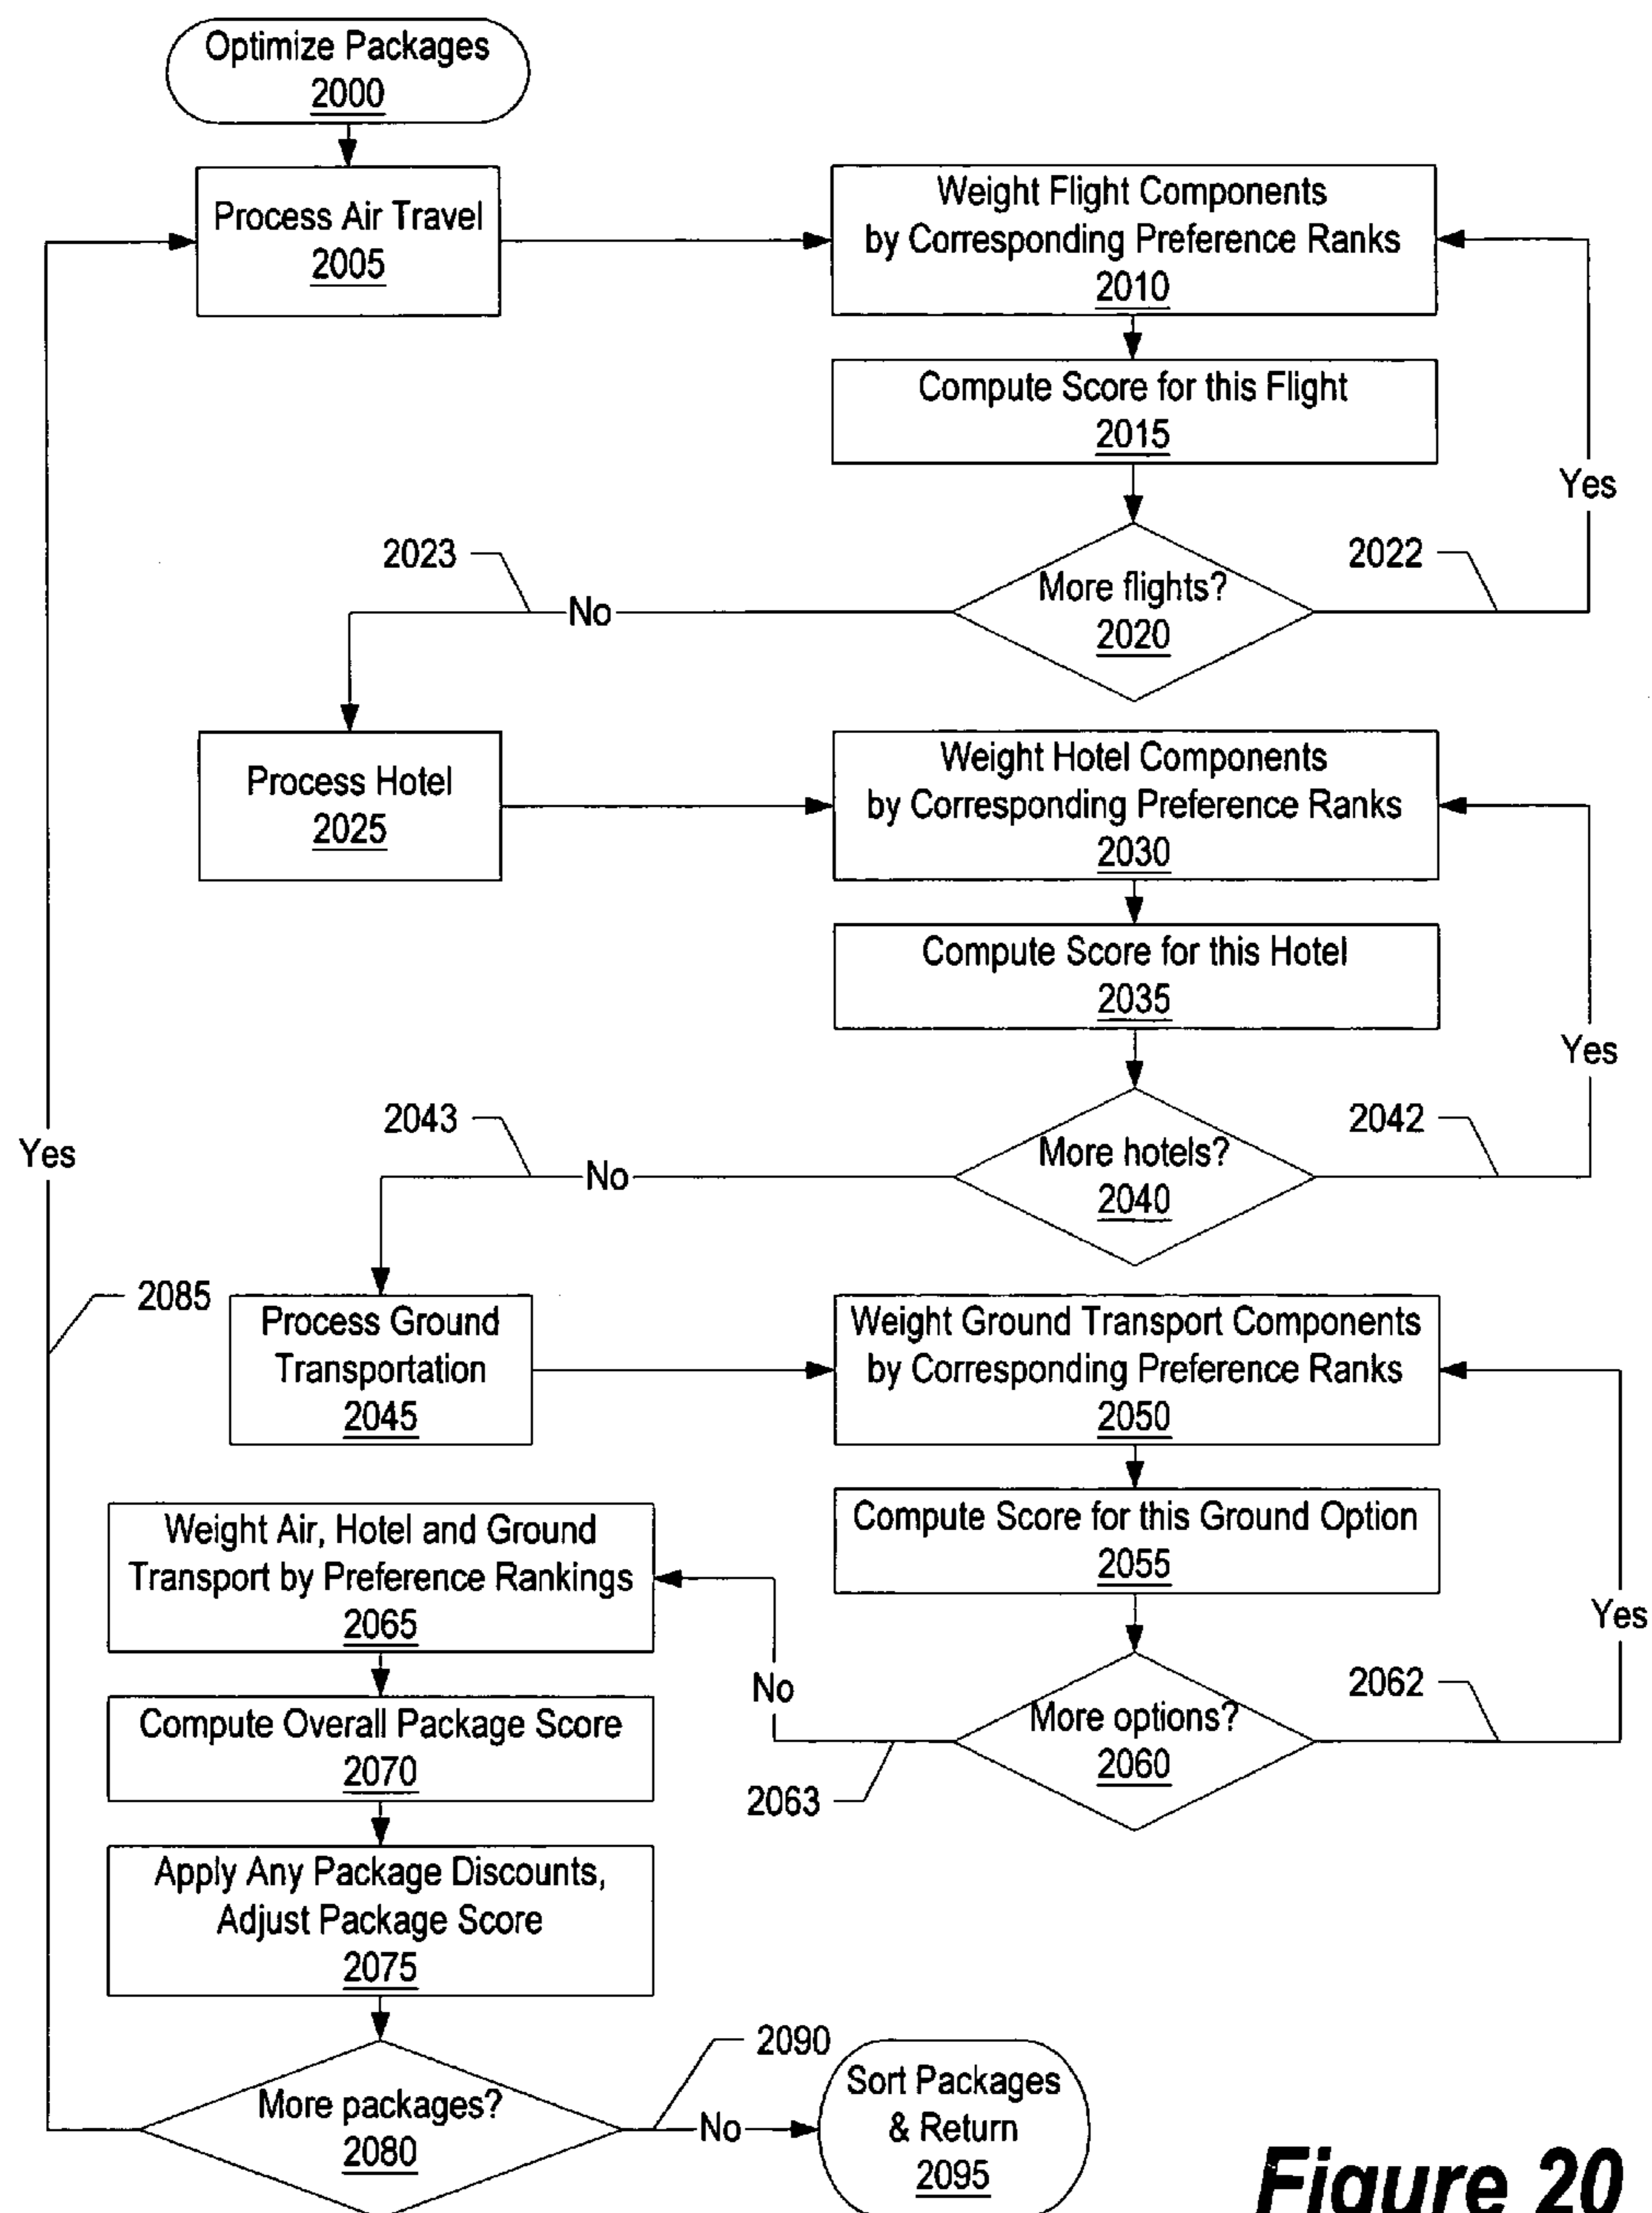 Optimize Packages
2000
Process Air Travel
2005
Weight Flight Components
by Corresponding Preference Ranks
2010
Compute Score for this Flight
2015
Yes
More flights?
2020
2022
2023
No
Process Hotel
2025
Weight Hotel Components
by Corresponding Preference Ranks
2030
Compute Score for this Hotel
2035
Yes
More hotels?
2040
2042
2043
No
Yes
2085
Process Ground
Transportation
2045
Weight Ground Transport Components
by Corresponding Preference Ranks
2050
Compute Score for this Ground Option
2055
Yes
More options?
2060
2062
No
2063
Weight Air, Hotel and Ground
Transport by Preference Rankings
2065
Compute Overall Package Score
2070
Apply Any Package Discounts,
Adjust Package Score
2075
More packages?
2080
2090
No
Sort Packages
& Return
2095
Figure 20